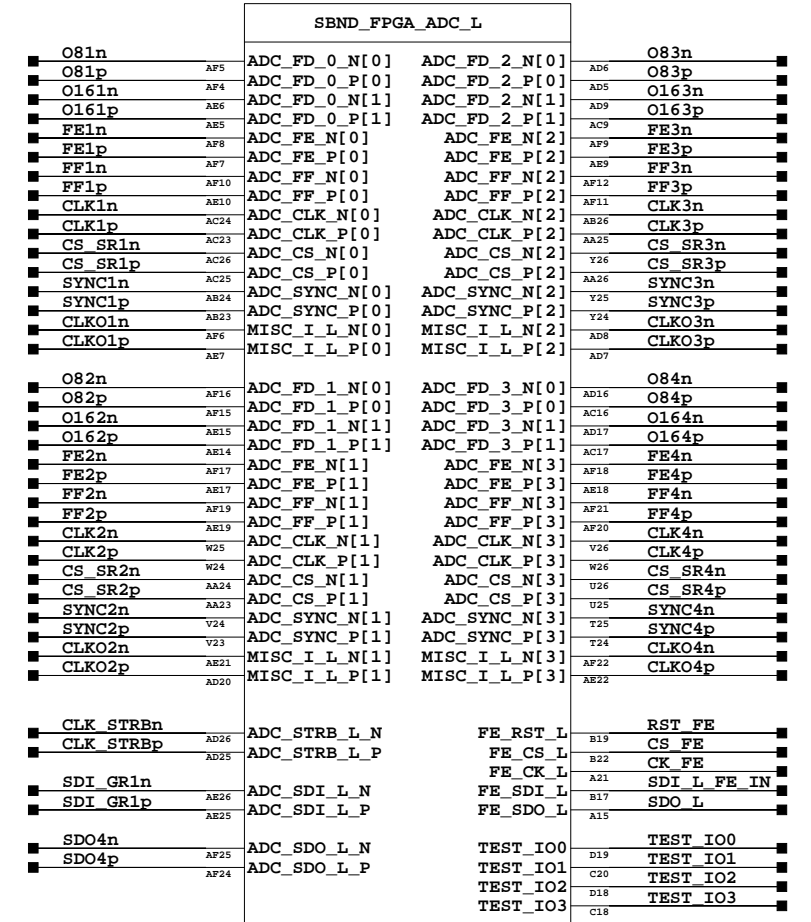 SBND_FPGA_ADC_L
O81n AF5 ADC_FD_0_N[0] ADC_FD_2_N[0] AD6 O83n
O81p AF4 ADC_FD_0_P[0] ADC_FD_2_P[0] AD5 O83p
O161n AE6 ADC_FD_0_N[1] ADC_FD_2_N[1] AD9 O163n
O161p AE5 ADC_FD_0_P[1] ADC_FD_2_P[1] AC9 O163p
FE1n AF8 ADC_FE_N[0] ADC_FE_N[2] AF9 FE3n
FE1p AF7 ADC_FE_P[0] ADC_FE_P[2] AE9 FE3p
FF1n AF10 ADC_FF_N[0] ADC_FF_N[2] AF12 FF3n
FF1p AE10 ADC_FF_P[0] ADC_FF_P[2] AF11 FF3p
CLK1n AC24 ADC_CLK_N[0] ADC_CLK_N[2] AB26 CLK3n
CLK1p AC23 ADC_CLK_P[0] ADC_CLK_P[2] AA25 CLK3p
CS_SR1n AC26 ADC_CS_N[0] ADC_CS_N[2] Y26 CS_SR3n
CS_SR1p AC25 ADC_CS_P[0] ADC_CS_P[2] AA26 CS_SR3p
SYNC1n AB24 ADC_SYNC_N[0] ADC_SYNC_N[2] Y25 SYNC3n
SYNC1p AB23 ADC_SYNC_P[0] ADC_SYNC_P[2] Y24 SYNC3p
CLKO1n AF6 MISC_I_L_N[0] MISC_I_L_N[2] AD8 CLKO3n
CLKO1p AE7 MISC_I_L_P[0] MISC_I_L_P[2] AD7 CLKO3p
O82n AF16 ADC_FD_1_N[0] ADC_FD_3_N[0] AD16 O84n
O82p AF15 ADC_FD_1_P[0] ADC_FD_3_P[0] AC16 O84p
O162n AE15 ADC_FD_1_N[1] ADC_FD_3_N[1] AD17 O164n
O162p AE14 ADC_FD_1_P[1] ADC_FD_3_P[1] AC17 O164p
FE2n AF17 ADC_FE_N[1] ADC_FE_N[3] AF18 FE4n
FE2p AE17 ADC_FE_P[1] ADC_FE_P[3] AE18 FE4p
FF2n AF19 ADC_FF_N[1] ADC_FF_N[3] AF21 FF4n
FF2p AE19 ADC_FF_P[1] ADC_FF_P[3] AF20 FF4p
CLK2n W25 ADC_CLK_N[1] ADC_CLK_N[3] V26 CLK4n
CLK2p W24 ADC_CLK_P[1] ADC_CLK_P[3] W26 CLK4p
CS_SR2n AA24 ADC_CS_N[1] ADC_CS_N[3] U26 CS_SR4n
CS_SR2p AA23 ADC_CS_P[1] ADC_CS_P[3] U25 CS_SR4p
SYNC2n V24 ADC_SYNC_N[1] ADC_SYNC_N[3] T25 SYNC4n
SYNC2p V23 ADC_SYNC_P[1] ADC_SYNC_P[3] T24 SYNC4p
CLKO2n AE21 MISC_I_L_N[1] MISC_I_L_N[3] AF22 CLKO4n
CLKO2p AD20 MISC_I_L_P[1] MISC_I_L_P[3] AE22 CLKO4p
CLK_STRBn AD26 ADC_STRB_L_N FE_RST_L B19 RST_FE
CLK_STRBp AD25 ADC_STRB_L_P FE_CS_L B22 CS_FE
FE_CK_L A21 CK_FE
SDI_GR1n AE26 ADC_SDI_L_N FE_SDI_L B17 SDI_L_FE_IN
SDI_GR1p AE25 ADC_SDI_L_P FE_SDO_L A15 SDO_L
SDO4n AF25 ADC_SDO_L_N TEST_IO0 D19 TEST_IO0
SDO4p AF24 ADC_SDO_L_P TEST_IO1 C20 TEST_IO1
TEST_IO2 D18 TEST_IO2
TEST_IO3 C18 TEST_IO3